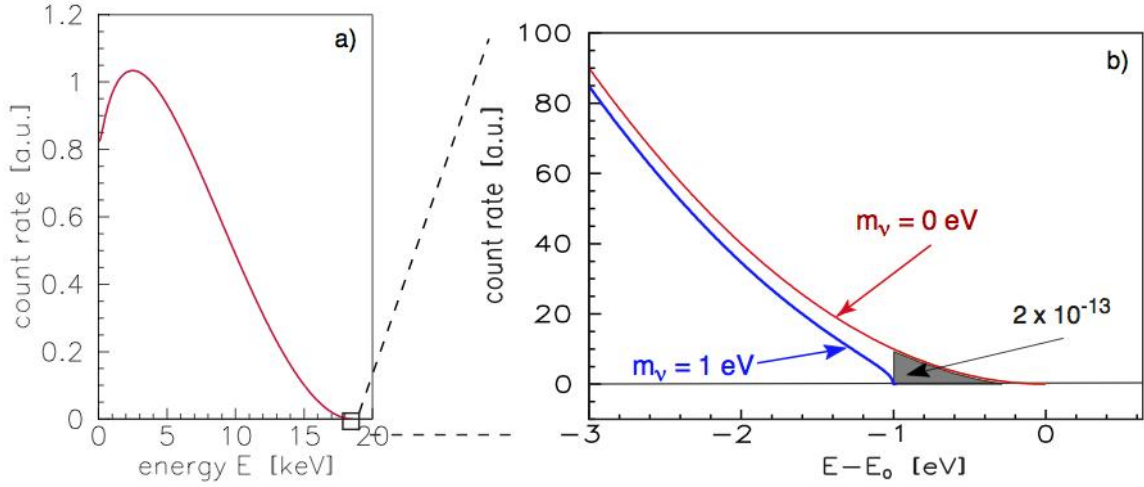 a)
count rate [a.u.]
1.2
1
0.8
0.6
0.4
0.2
0
0
5
10
15
20
energy E [keV]
b)
count rate [a.u.]
100
80
60
40
20
0
mᵥ = 0 eV
2 x 10⁻¹³
mᵥ = 1 eV
−3
−2
−1
0
E−E₀ [eV]